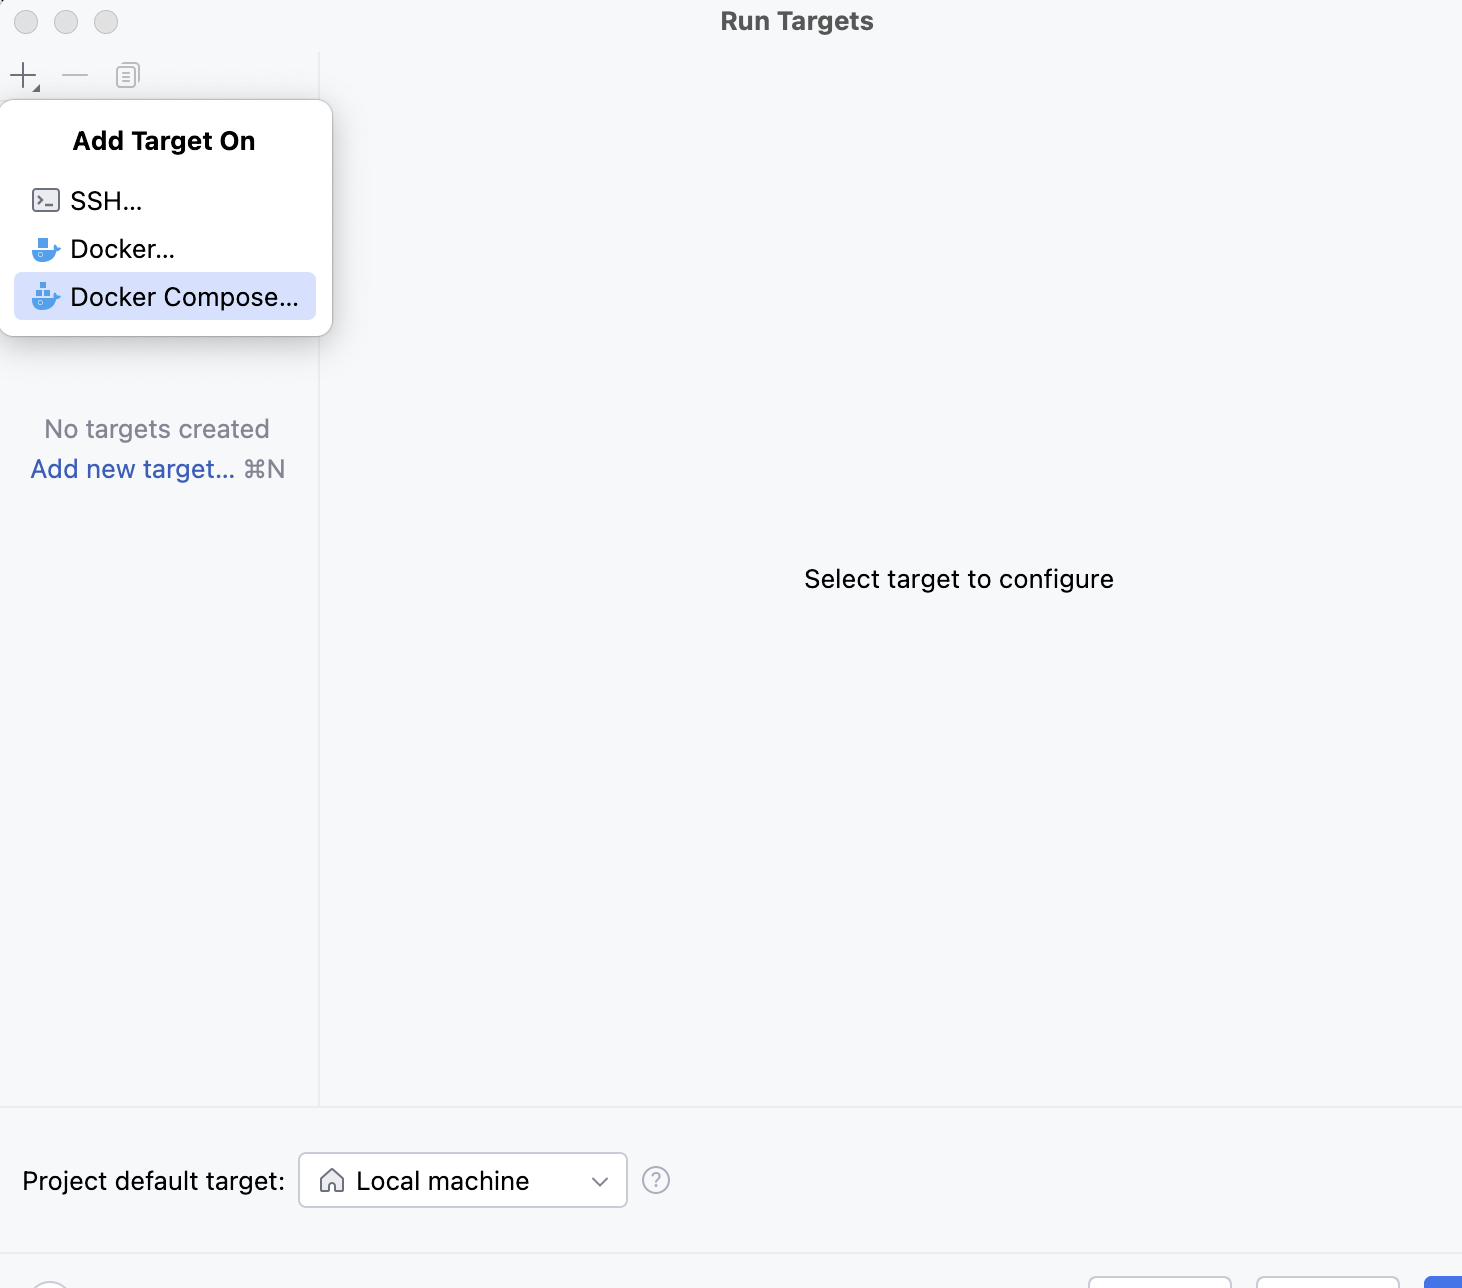 Run Targets
Add Target On
SSH...
Docker...
Docker Compose...
No targets created
Add new target... ⌘N
Select target to configure
Project default target: Local machine ?